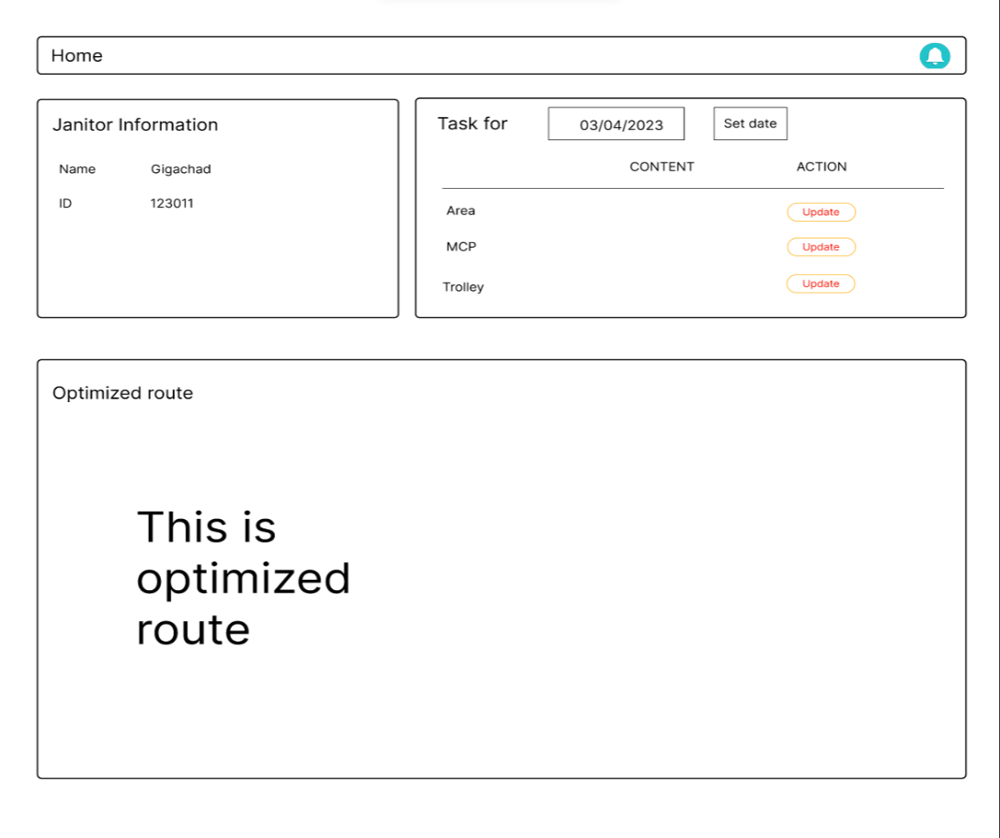 Home
Janitor Information
Name Gigachad
ID 123011
Task for 03/04/2023 Set date
CONTENT ACTION
Area Update
MCP Update
Trolley Update
Optimized route
This is
optimized
route